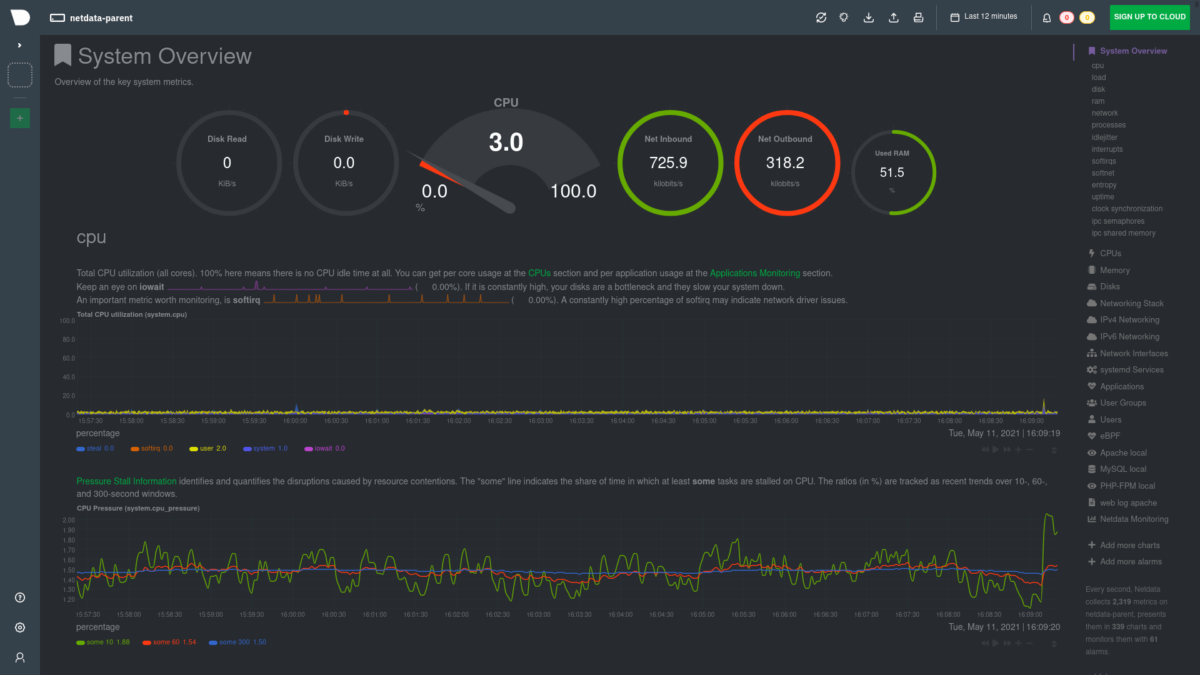 netdata-parent
Last 12 minutes
0
0
SIGN UP TO CLOUD
System Overview
Overview of the key system metrics.
Disk Read
0
KiB/s
Disk Write
0.0
KiB/s
CPU
3.0
0.0
100.0
%
Net Inbound
725.9
kilobits/s
Net Outbound
318.2
kilobits/s
Used RAM
51.5
%
cpu
Total CPU utilization (all cores). 100% here means there is no CPU idle time at all. You can get per core usage at the CPUs section and per application usage at the Applications Monitoring section.
Keep an eye on iowait ( 0.00%). If it is constantly high, your disks are a bottleneck and they slow your system down.
An important metric worth monitoring, is softirq ( 0.00%). A constantly high percentage of softirq may indicate network driver issues.
Total CPU utilization (system.cpu)
100.0
80.0
60.0
40.0
20.0
0.0
15:57:30 15:58:00 15:58:30 15:59:00 15:59:30 16:00:00 16:00:30 16:01:00 16:01:30 16:02:00 16:02:30 16:03:00 16:03:30 16:04:00 16:04:30 16:05:00 16:05:30 16:06:00 16:06:30 16:07:00 16:07:30 16:08:00 16:08:30 16:09:00
percentage
Tue, May 11, 2021 | 16:09:19
steal 0.0 softirq 0.0 user 2.0 system 1.0 iowait 0.0
Pressure Stall Information identifies and quantifies the disruptions caused by resource contentions. The "some" line indicates the share of time in which at least some tasks are stalled on CPU. The ratios (in %) are tracked as recent trends over 10-, 60-,
and 300-second windows.
CPU Pressure (system.cpu_pressure)
2.00
1.90
1.80
1.70
1.60
1.50
1.40
1.30
1.20
15:57:30 15:58:00 15:58:30 15:59:00 15:59:30 16:00:00 16:00:30 16:01:00 16:01:30 16:02:00 16:02:30 16:03:00 16:03:30 16:04:00 16:04:30 16:05:00 16:05:30 16:06:00 16:06:30 16:07:00 16:07:30 16:08:00 16:08:30 16:09:00
percentage
Tue, May 11, 2021 | 16:09:20
some 10 1.88 some 60 1.54 some 300 1.50
System Overview
cpu
load
disk
ram
network
processes
idlejitter
interrupts
softirqs
softnet
entropy
uptime
clock synchronization
ipc semaphores
ipc shared memory
CPUs
Memory
Disks
Networking Stack
IPv4 Networking
IPv6 Networking
Network Interfaces
systemd Services
Applications
User Groups
Users
eBPF
Apache local
MySQL local
PHP-FPM local
web log apache
Netdata Monitoring
Add more charts
Add more alarms
Every second, Netdata
collects 2,319 metrics on
netdata-parent, presents
them in 339 charts and
monitors them with 61
alarms.